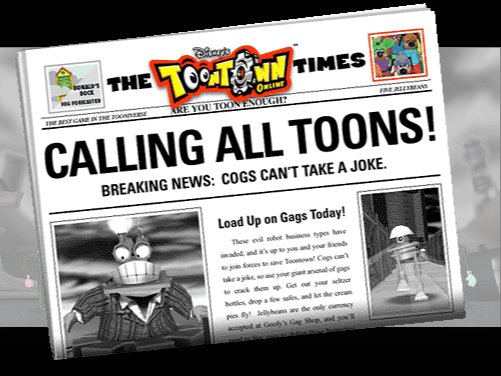 DONALD'S
DOCK
FOG FORECASTED
THE Disney's TOONTOWN ONLINE TIMES
FIVE JELLYBEANS
THE BEST GAME IN THE TOONIVERSE
ARE YOU TOON ENOUGH?
CALLING ALL TOONS!
BREAKING NEWS: COGS CAN'T TAKE A JOKE.
Load Up on Gags Today!
These evil robot business types have
invaded, and it's up to you and your friends
to join forces to save Toontown! Cogs can't
take a joke, so use your giant arsenal of gags
to crack them up. Get out your seltzer
bottles, drop a few safes, and let the cream
pies fly! Jellybeans are the only currency
accepted at Goofy's Gag Shop, and you'll